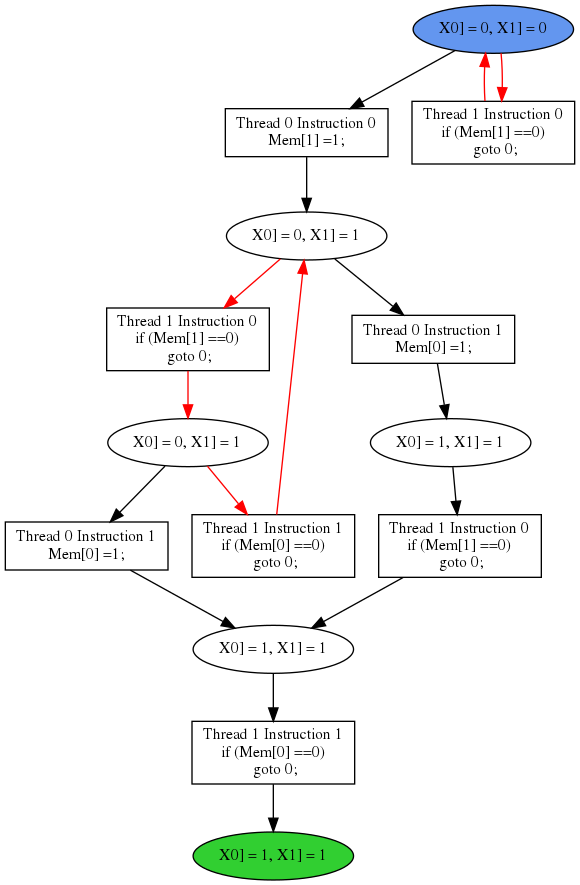 X0] = 0, X1] = 0
Thread 0 Instruction 0
Mem[1] =1;
Thread 1 Instruction 0
if (Mem[1] ==0)
goto 0;
X0] = 0, X1] = 1
Thread 1 Instruction 0
if (Mem[1] ==0)
goto 0;
Thread 0 Instruction 1
Mem[0] =1;
X0] = 0, X1] = 1
X0] = 1, X1] = 1
Thread 0 Instruction 1
Mem[0] =1;
Thread 1 Instruction 1
if (Mem[0] ==0)
goto 0;
Thread 1 Instruction 0
if (Mem[1] ==0)
goto 0;
X0] = 1, X1] = 1
Thread 1 Instruction 1
if (Mem[0] ==0)
goto 0;
X0] = 1, X1] = 1